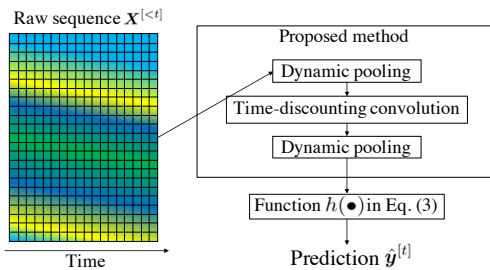 Raw sequence X^[<t]
Proposed method
Dynamic pooling
Time-discounting convolution
Dynamic pooling
Function h(•) in Eq. (3)
Time
Prediction ŷ^[t]